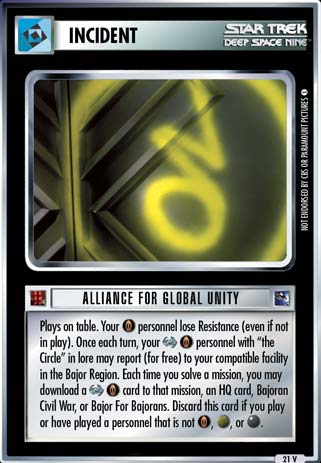 INCIDENT
STAR TREK
DEEP SPACE NINE™
NOT ENDORSED BY CBS OR PARAMOUNT PICTURES
ALLIANCE FOR GLOBAL UNITY
Plays on table. Your personnel lose Resistance (even if not
in play). Once each turn, your personnel with "the
Circle" in lore may report (for free) to your compatible facility
in the Bajor Region. Each time you solve a mission, you may
download a card to that mission, an HQ card, Bajoran
Civil War, or Bajor For Bajorans. Discard this card if you play
or have played a personnel that is not , , or .
21 V